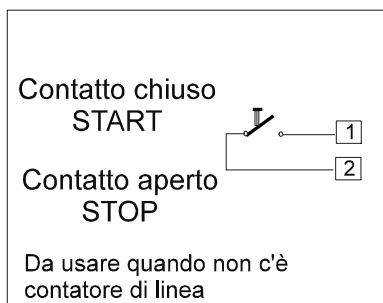 Contatto chiuso
START
1
2
Contatto aperto
STOP
Da usare quando non c'è
contatore di linea